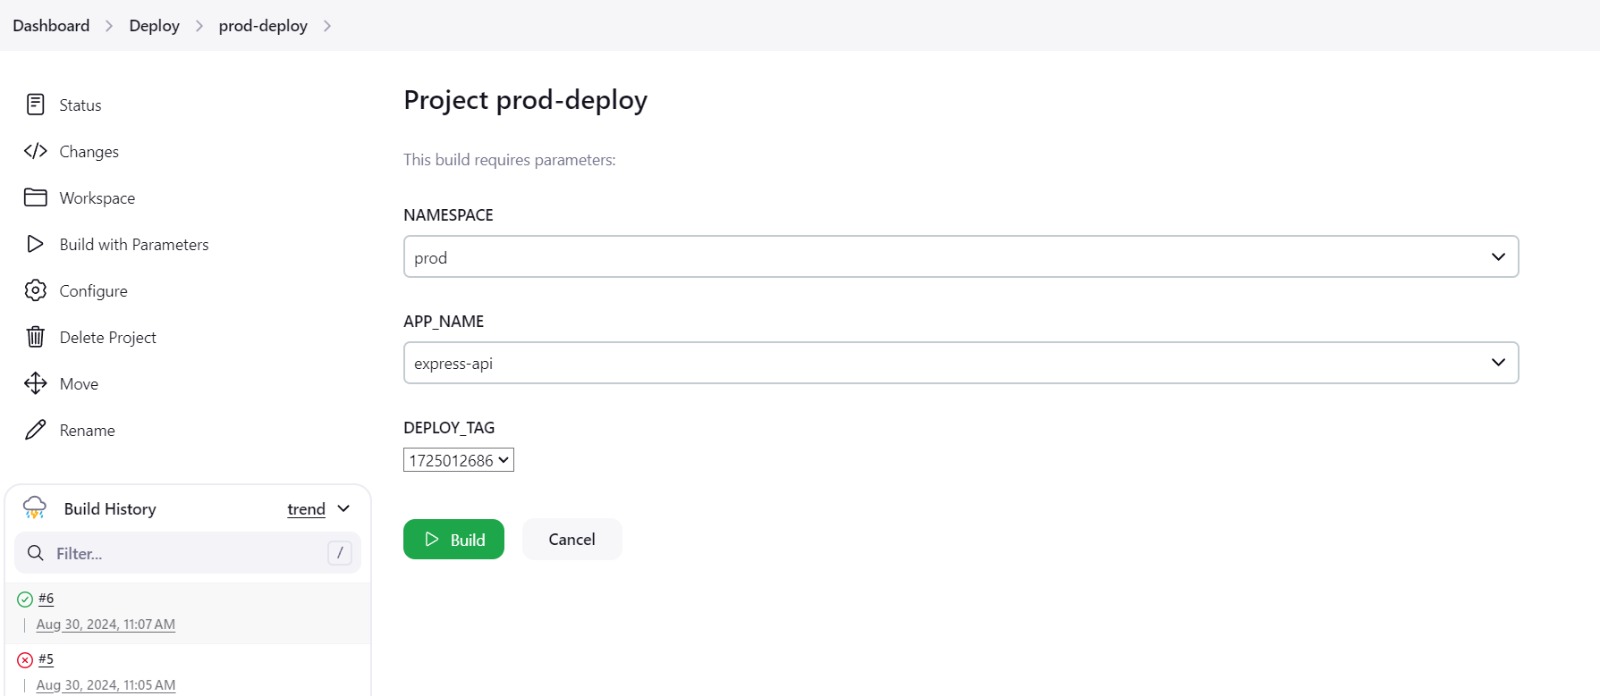 Dashboard > Deploy > prod-deploy >
Status
Changes
Workspace
Build with Parameters
Configure
Delete Project
Move
Rename
Build History trend
Filter... /
#6
Aug 30, 2024, 11:07 AM
#5
Aug 30, 2024, 11:05 AM
Project prod-deploy
This build requires parameters:
NAMESPACE
prod
APP_NAME
express-api
DEPLOY_TAG
1725012686
Build Cancel